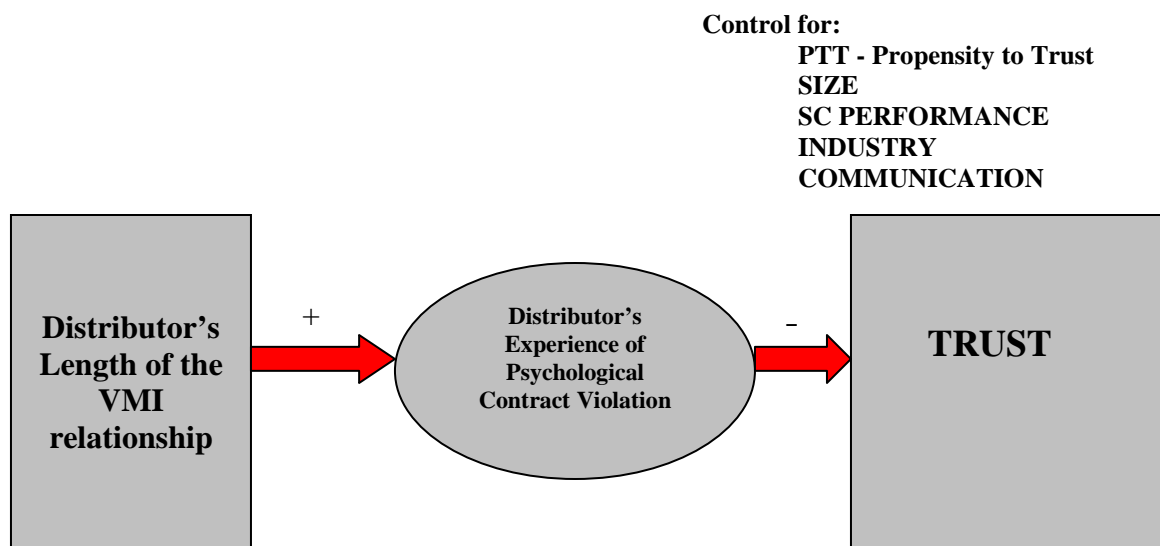 Control for:
PTT - Propensity to Trust
SIZE
SC PERFORMANCE
INDUSTRY
COMMUNICATION
Distributor’s
Length of the
VMI
relationship
+
Distributor’s
Experience of
Psychological
Contract Violation
-
TRUST